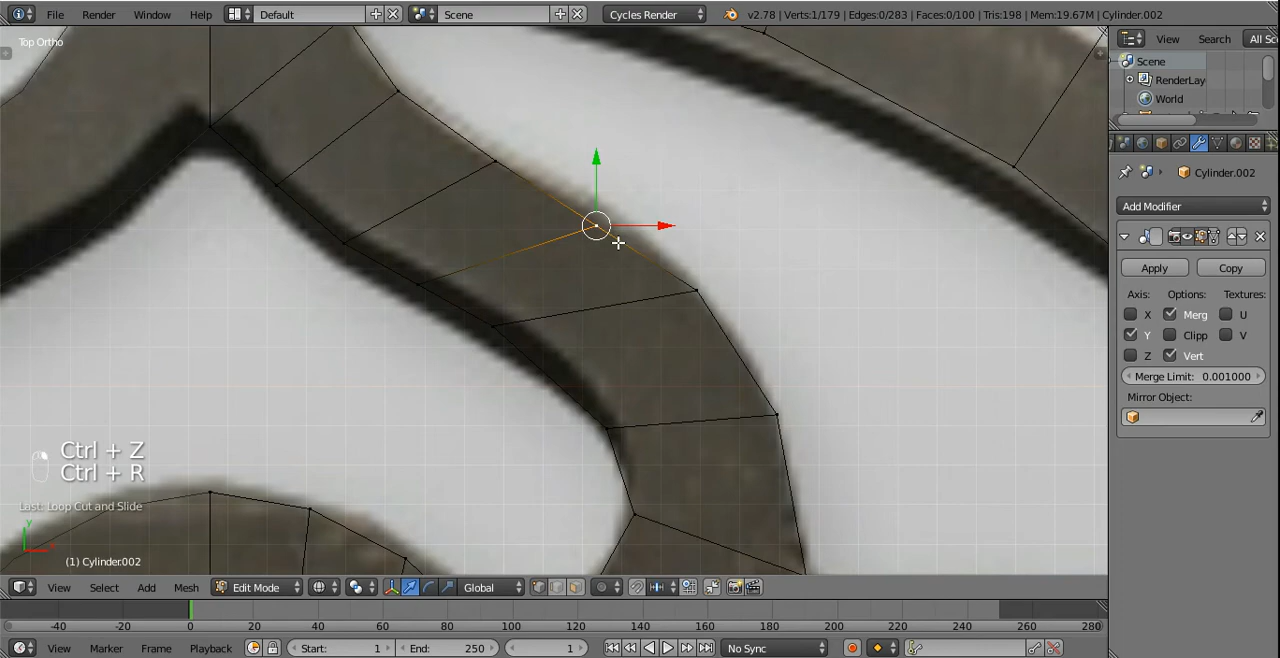 File Render Window Help Default Scene Cycles Render v2.78 | Verts:1/179 | Edges:0/283 | Faces:0/100 | Tris:198 | Mem:19.67M | Cylinder.002
Top Ortho
View Search All Sc
Scene
RenderLay
World
Cylinder.002
Add Modifier
Apply Copy
Axis: Options: Textures:
X Merg U
Y Clipp V
Z Vert
Merge Limit: 0.001000
Mirror Object:
Ctrl + Z
Ctrl + R
Last: Loop Cut and Slide
y
(1) Cylinder.002
View Select Add Mesh Edit Mode Global
-40 -20 0 20 40 60 80 100 120 140 160 180 200 220 240 260 280
View Marker Frame Playback Start: 1 End: 250 1 No Sync